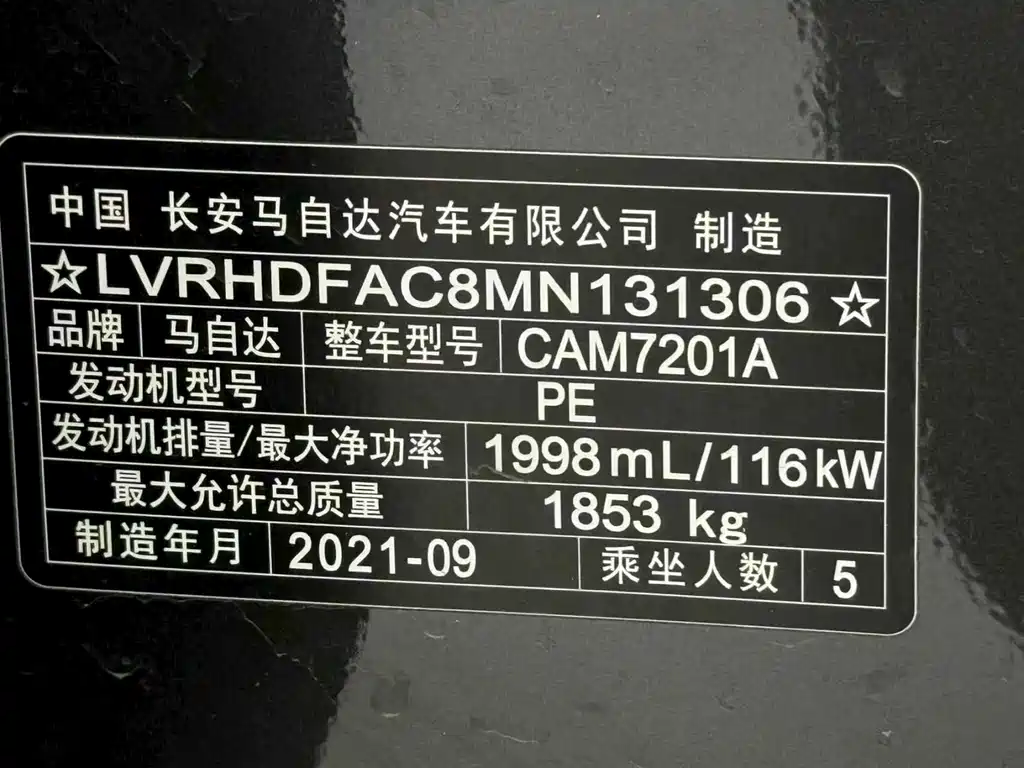 中国 长安马自达汽车有限公司 制造
☆LVRHDFAC8MN131306☆
品牌 马自达 整车型号 CAM7201A
发动机型号 PE
发动机排量/最大净功率 1998mL/116kW
最大允许总质量 1853 kg
制造年月 2021-09 乘坐人数 5